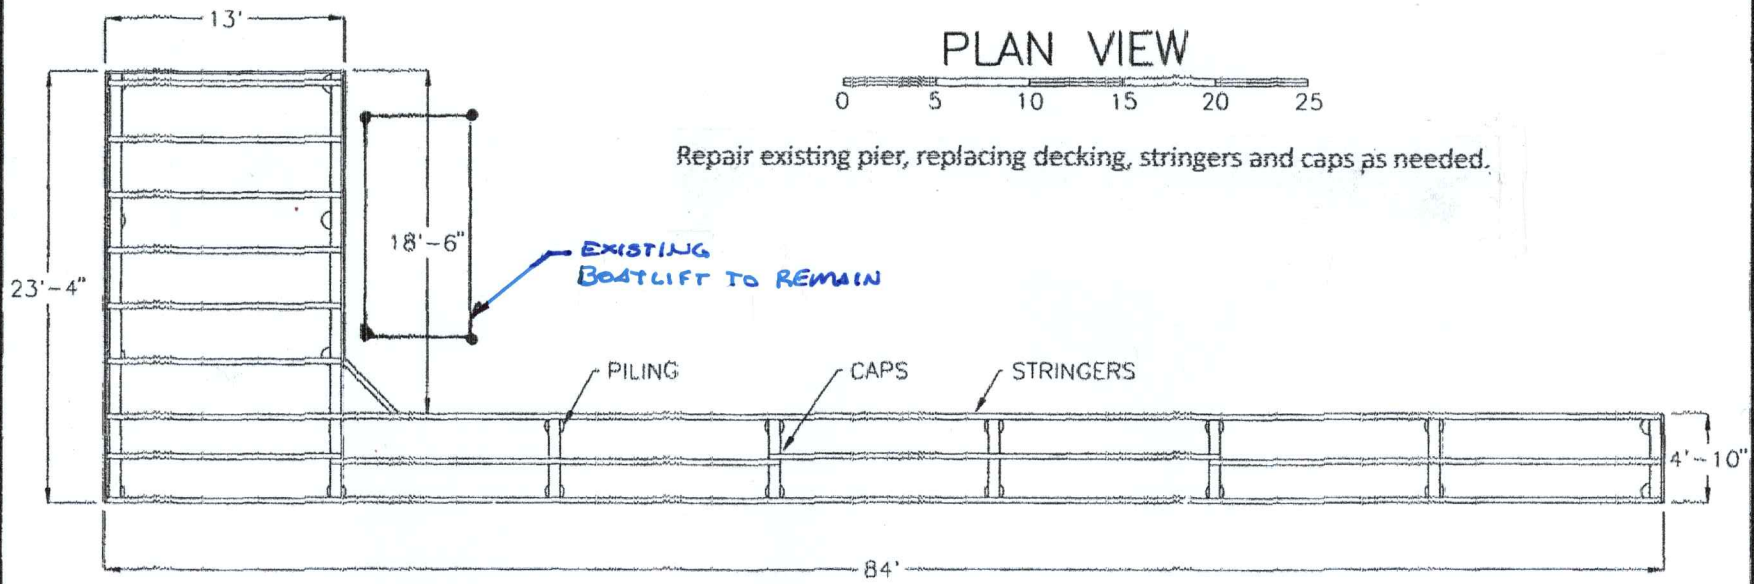 13'
PLAN VIEW
0 5 10 15 20 25
Repair existing pier, replacing decking, stringers and caps as needed.
18'-6"
EXISTING
BOATLIFT TO REMAIN
23'-4"
PILING
CAPS
STRINGERS
4'-10"
84'